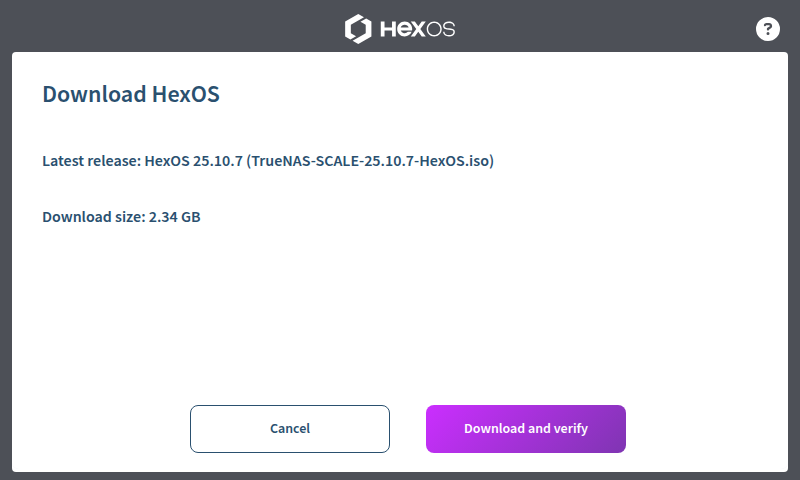 HexOS
?
Download HexOS
Latest release: HexOS 25.10.7 (TrueNAS-SCALE-25.10.7-HexOS.iso)
Download size: 2.34 GB
Cancel
Download and verify